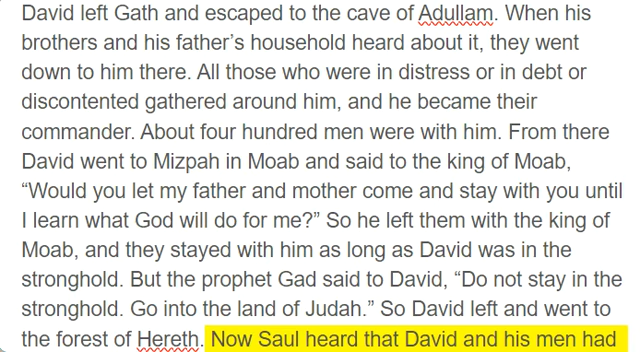 David left Gath and escaped to the cave of Adullam. When his
brothers and his father’s household heard about it, they went
down to him there. All those who were in distress or in debt or
discontented gathered around him, and he became their
commander. About four hundred men were with him. From there
David went to Mizpah in Moab and said to the king of Moab,
“Would you let my father and mother come and stay with you until
I learn what God will do for me?” So he left them with the king of
Moab, and they stayed with him as long as David was in the
stronghold. But the prophet Gad said to David, “Do not stay in the
stronghold. Go into the land of Judah.” So David left and went to
the forest of Hereth. Now Saul heard that David and his men had